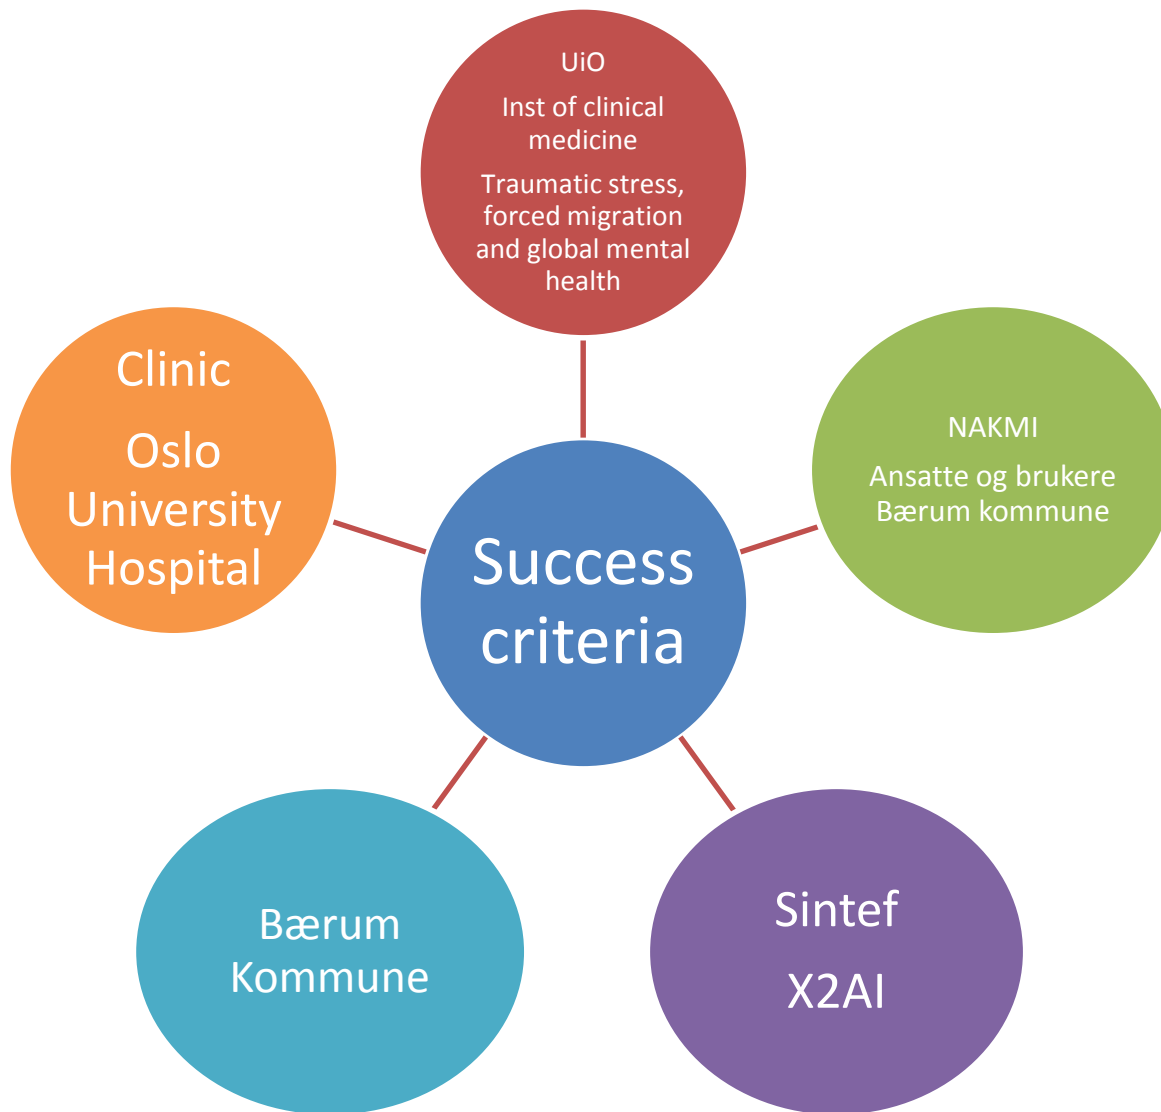 UiO
Inst of clinical
medicine
Traumatic stress,
forced migration
and global mental
health
Clinic
Oslo
University
Hospital
NAKMI
Ansatte og brukere
Bærum kommune
Success
criteria
Bærum
Kommune
Sintef
X2AI